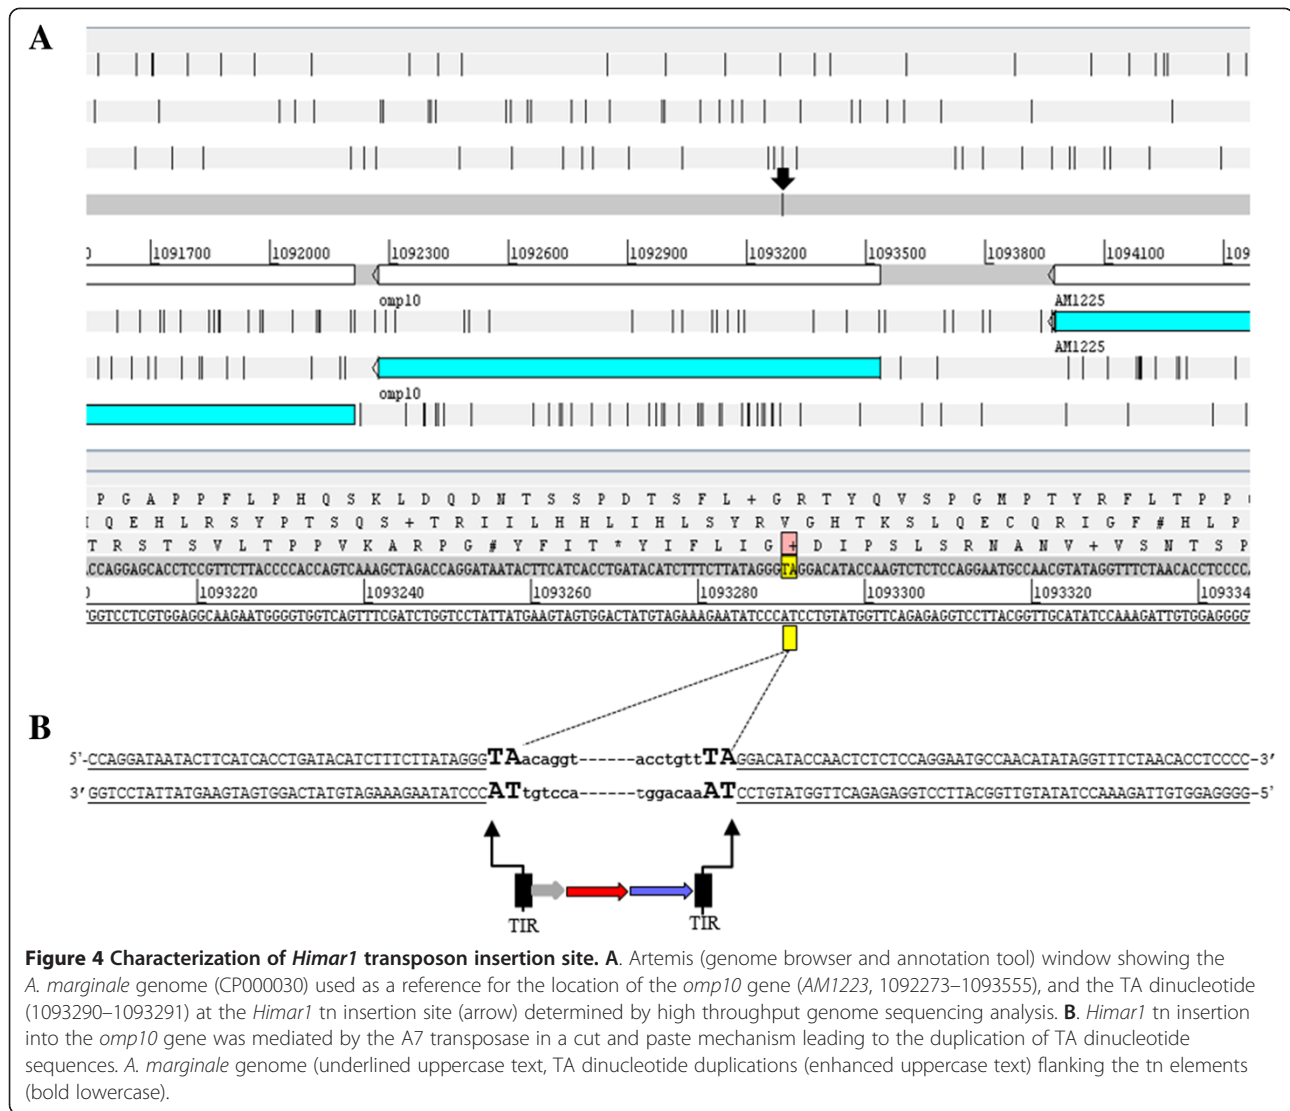 A
1091700 1092000 1092300 1092600 1092900 1093200 1093500 1093800 1094100 109
omp10 AM1225
AM1225
omp10
P G A P P F L P H Q S K L D Q D N T S S P D T S F L + G R T Y Q V S P G M P T Y R F L T P P
I Q E H L R S Y P T S Q S + T R I I L H H L I H L S Y R V G H T K S L Q E C Q R I G F # H L P
T R S T S V L T P P V K A R P G # Y F I T * Y I F L I G + D I P S L S R N A N V + V S N T S P
CCAGGAGCACCTCCGTTCTTACCCCACCAGTCAAAGCTAGACCAGGATAATACTTCATCACCTGATACATCTTTCTTATAGGGTAGGACATACCAAGTCTCTCCAGGAATGCCAACGTATAGGTTTCTAACACCTCCCC
0 1093220 1093240 1093260 1093280 1093300 1093320 109334
GGTCCTCGTGGAGGCAAGAATGGGGTGGTCAGTTTCGATCTGGTCCTATTATGAAGTAGTGGACTATGTAGAAAGAATATCCCATCCTGTATGGTTCAGAGAGGTCCTTACGGTTGCATATCCAAAGATTGTGGAGGGG
B
5'-CCAGGATAATACTTCATCACCTGATACATCTTTCTTATAGGGTAacaggt------acctgttTAGGACATACCAACTCTCTCCAGGAATGCCAACATATAGGTTTCTAACACCTCCCC-3'
3'GGTCCTATTATGAAGTAGTGGACTATGTAGAAAGAATATCCCATtgtcca------tggacaaATCCTGTATGGTTCAGAGAGGTCCTTACGGTTGTATATCCAAAGATTGTGGAGGGG-5'
TIR TIR
Figure 4 Characterization of Himar1 transposon insertion site. A. Artemis (genome browser and annotation tool) window showing the
A. marginale genome (CP000030) used as a reference for the location of the omp10 gene (AM1223, 1092273–1093555), and the TA dinucleotide
(1093290–1093291) at the Himar1 tn insertion site (arrow) determined by high throughput genome sequencing analysis. B. Himar1 tn insertion
into the omp10 gene was mediated by the A7 transposase in a cut and paste mechanism leading to the duplication of TA dinucleotide
sequences. A. marginale genome (underlined uppercase text, TA dinucleotide duplications (enhanced uppercase text) flanking the tn elements
(bold lowercase).